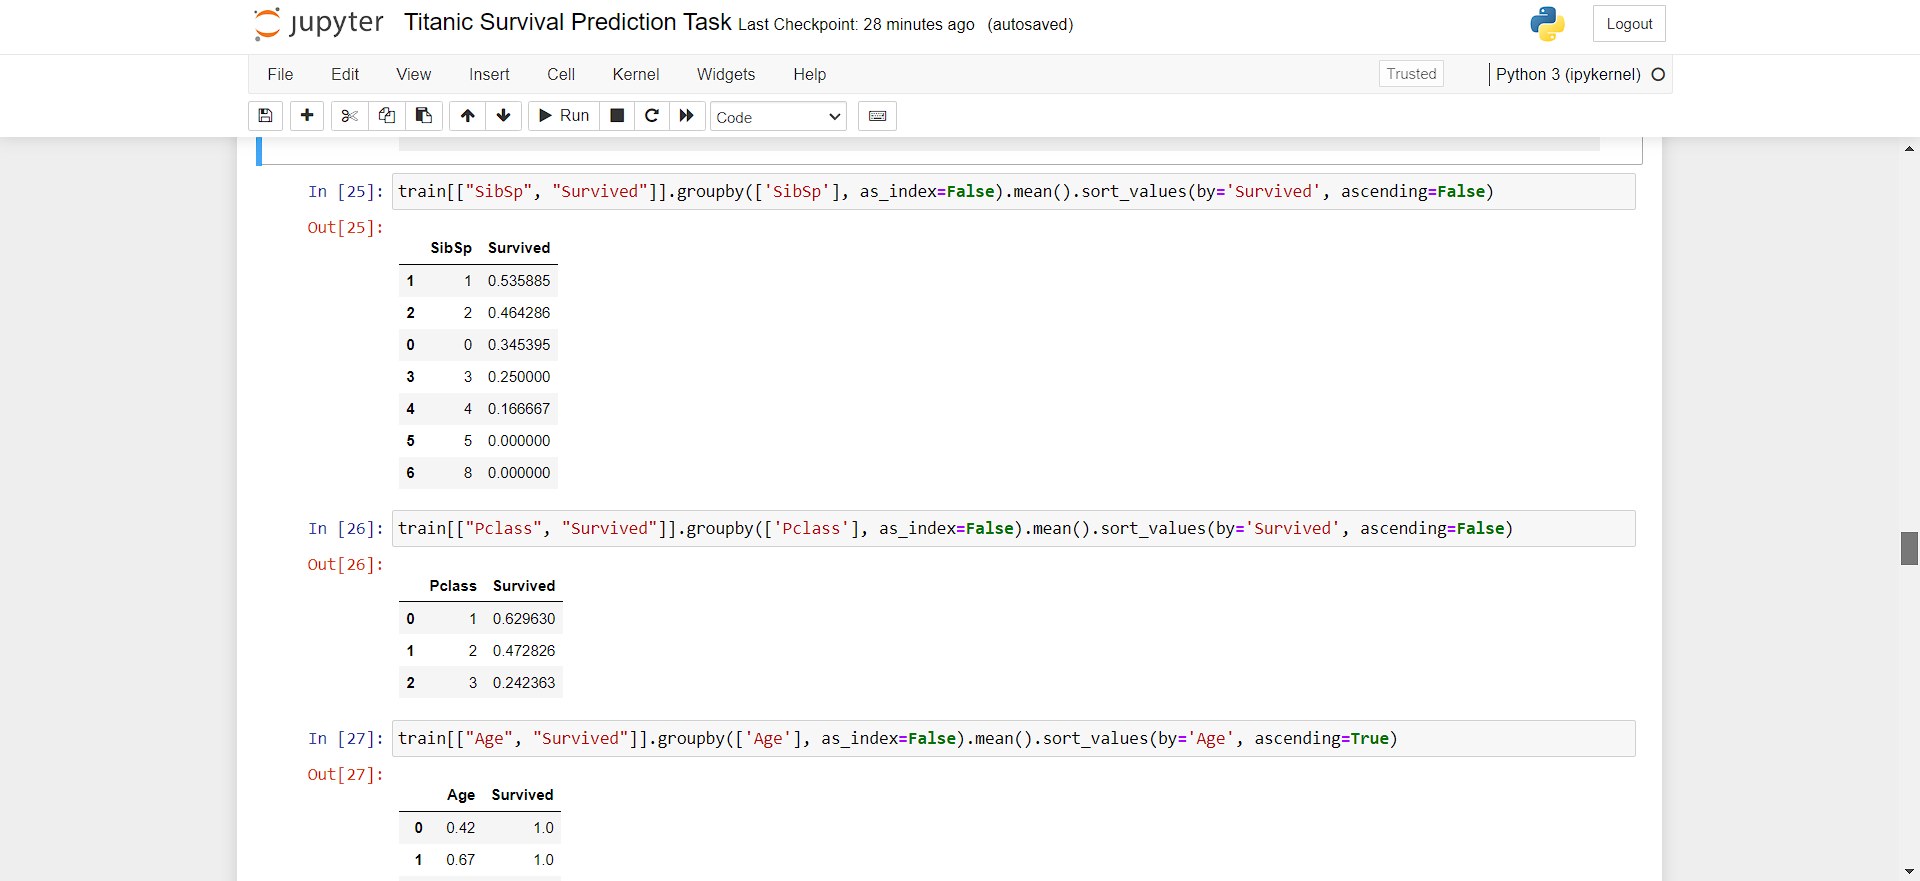 jupyter Titanic Survival Prediction Task Last Checkpoint: 28 minutes ago (autosaved) Logout
File Edit View Insert Cell Kernel Widgets Help Trusted Python 3 (ipykernel)
Run Code
In [25]: train[["SibSp", "Survived"]].groupby(['SibSp'], as_index=False).mean().sort_values(by='Survived', ascending=False)
Out[25]:
SibSp Survived
1 1 0.535885
2 2 0.464286
0 0 0.345395
3 3 0.250000
4 4 0.166667
5 5 0.000000
6 8 0.000000
In [26]: train[["Pclass", "Survived"]].groupby(['Pclass'], as_index=False).mean().sort_values(by='Survived', ascending=False)
Out[26]:
Pclass Survived
0 1 0.629630
1 2 0.472826
2 3 0.242363
In [27]: train[["Age", "Survived"]].groupby(['Age'], as_index=False).mean().sort_values(by='Age', ascending=True)
Out[27]:
Age Survived
0 0.42 1.0
1 0.67 1.0